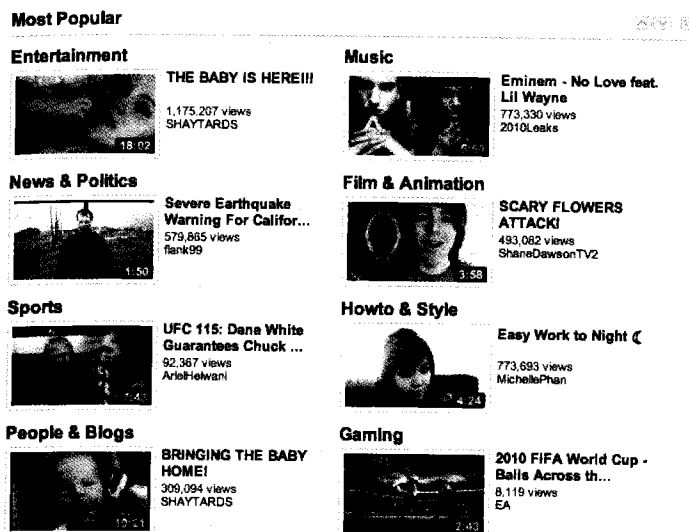 Most Popular
Entertainment
THE BABY IS HERE!!!
1,175,207 views
SHAYTARDS
18:02
Music
Eminem - No Love feat.
Lil Wayne
773,330 views
2010Leaks
News & Politics
Severe Earthquake
Warning For Califor...
579,865 views
flank99
1:50
Film & Animation
SCARY FLOWERS
ATTACK!
493,082 views
ShaneDawsonTV2
3:58
Sports
UFC 115: Dana White
Guarantees Chuck ...
92,367 views
ArielHelwani
Howto & Style
Easy Work to Night ☾
773,693 views
MichellePhan
4:24
People & Blogs
BRINGING THE BABY
HOME!
309,094 views
SHAYTARDS
10:21
Gaming
2010 FIFA World Cup -
Balls Across th...
8,119 views
EA
2:43